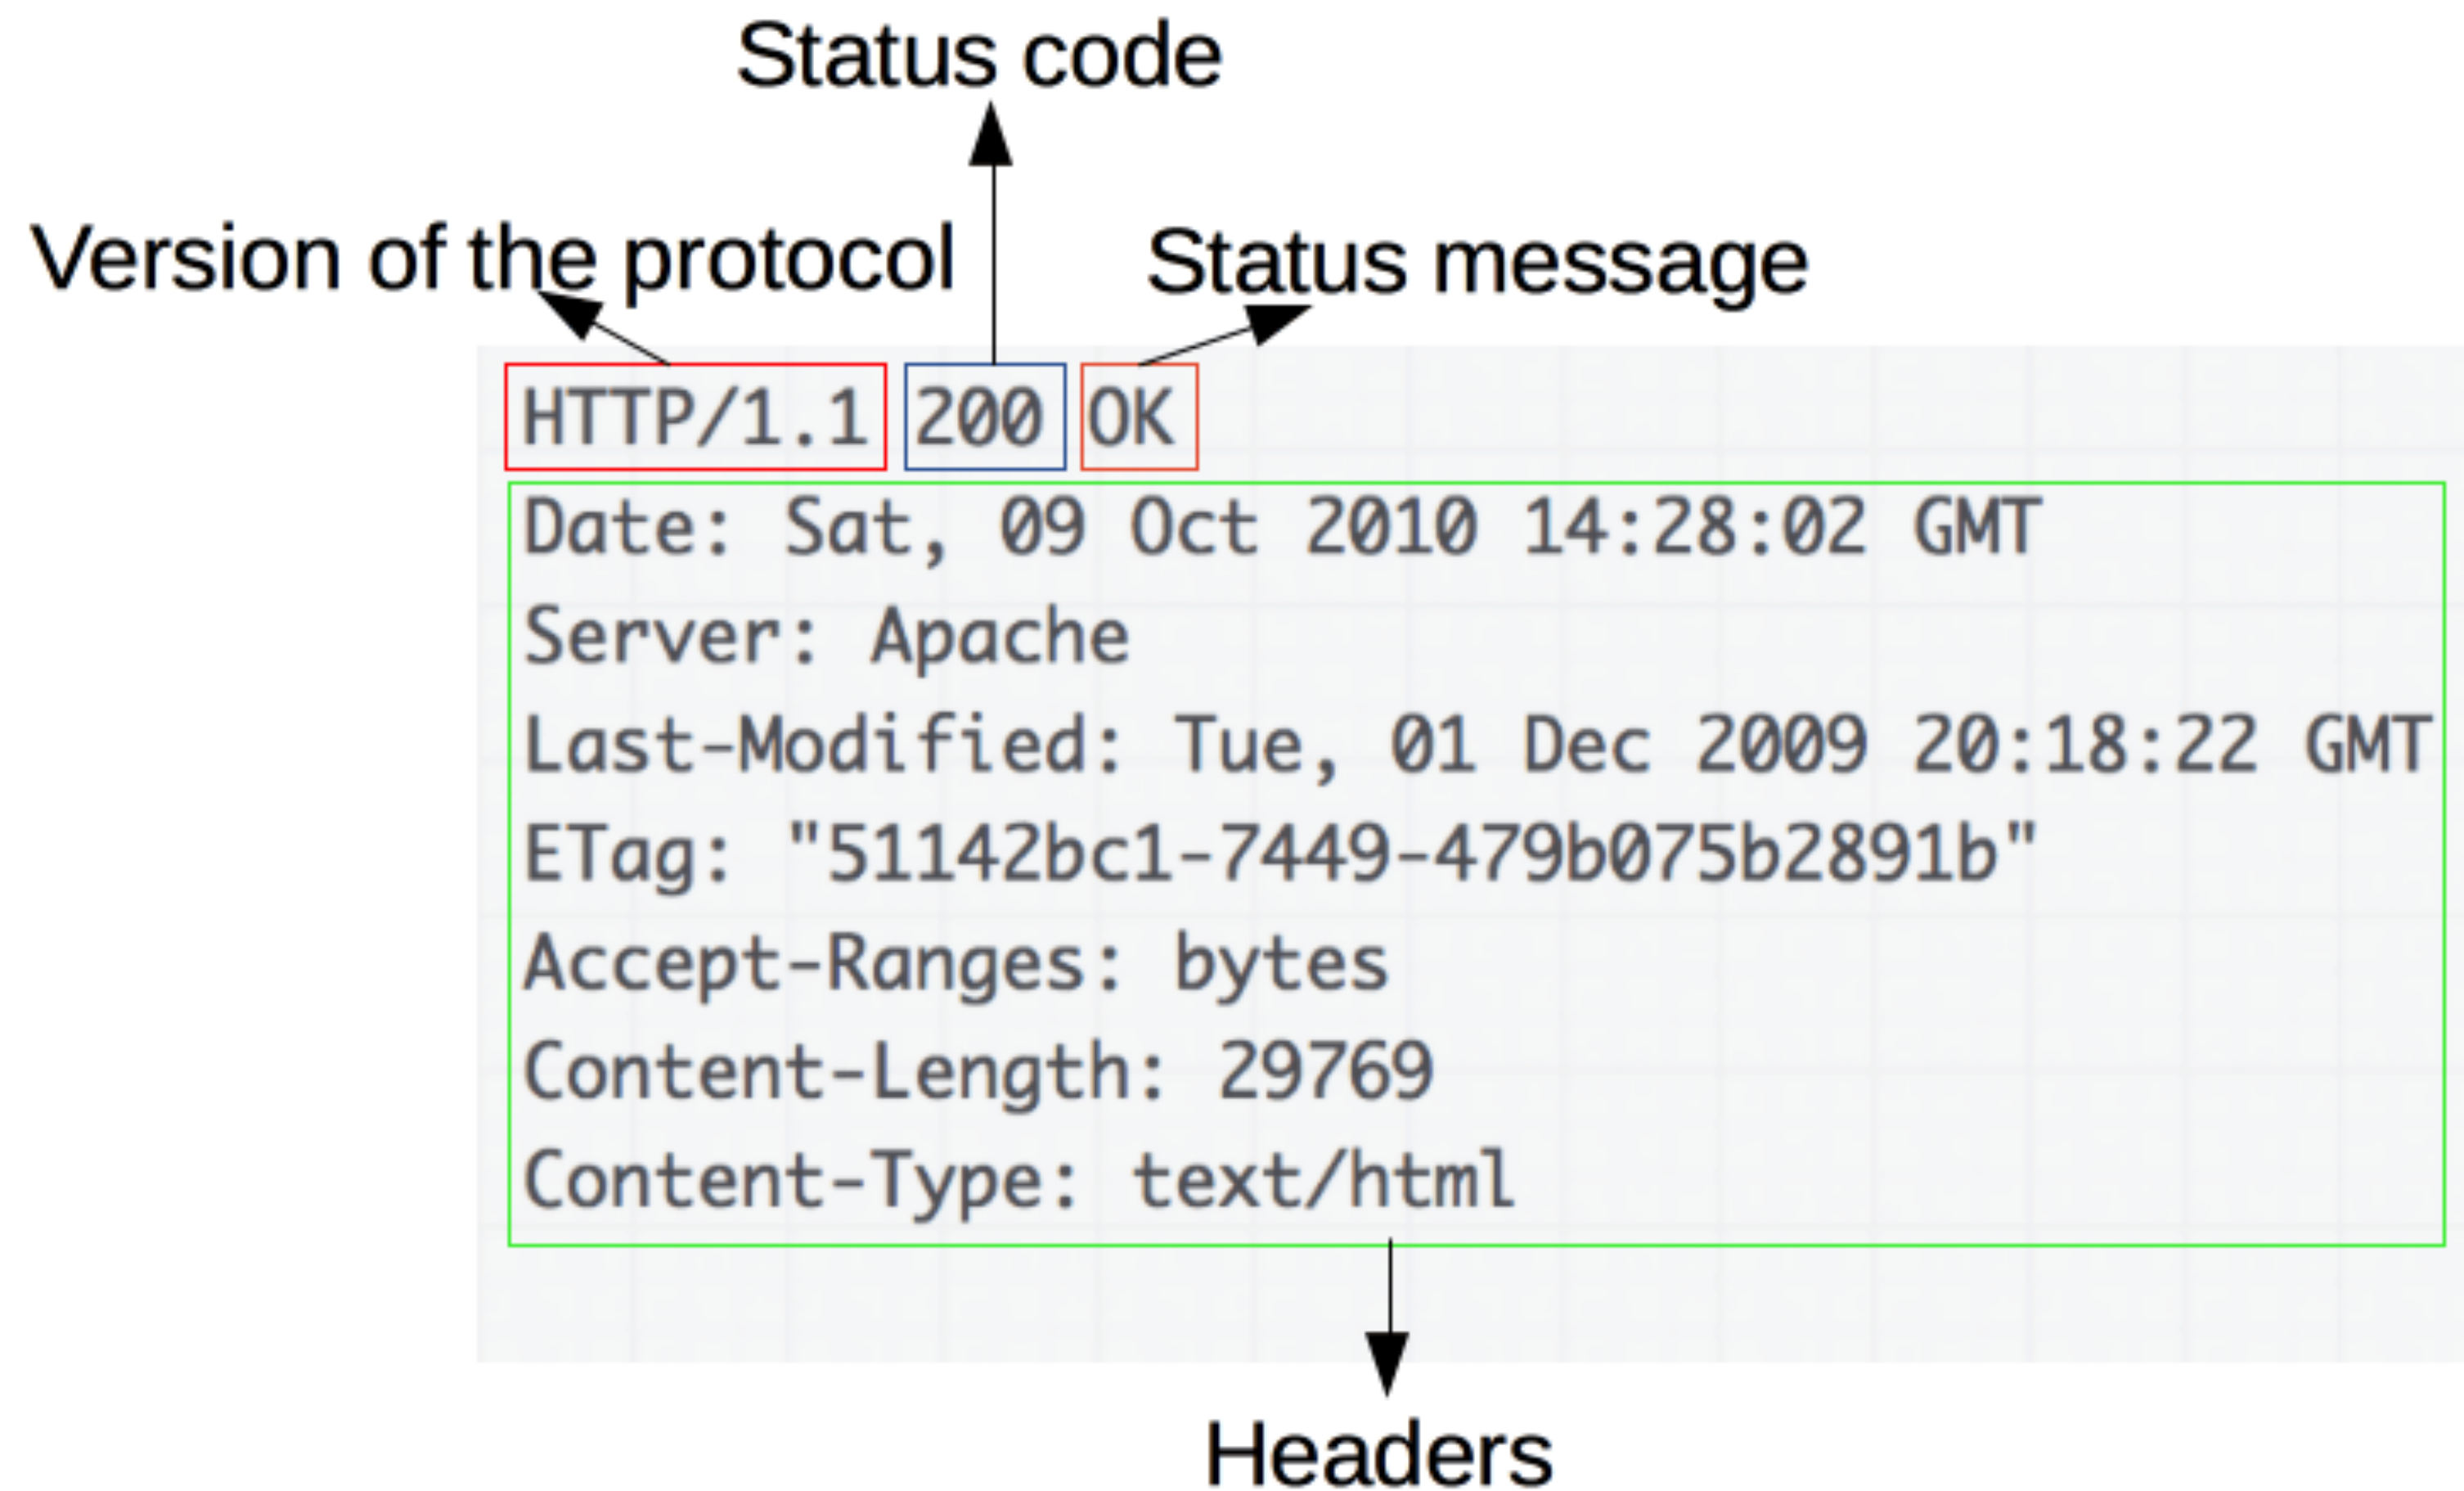 Status code
Version of the protocol
Status message
HTTP/1.1 200 OK
Date: Sat, 09 Oct 2010 14:28:02 GMT
Server: Apache
Last-Modified: Tue, 01 Dec 2009 20:18:22 GMT
ETag: "51142bc1-7449-479b075b2891b"
Accept-Ranges: bytes
Content-Length: 29769
Content-Type: text/html
Headers